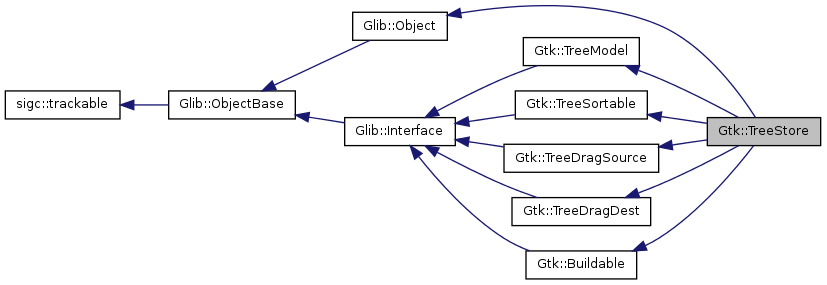 sigc::trackable
Glib::ObjectBase
Glib::Object
Glib::Interface
Gtk::TreeModel
Gtk::TreeSortable
Gtk::TreeDragSource
Gtk::TreeDragDest
Gtk::Buildable
Gtk::TreeStore